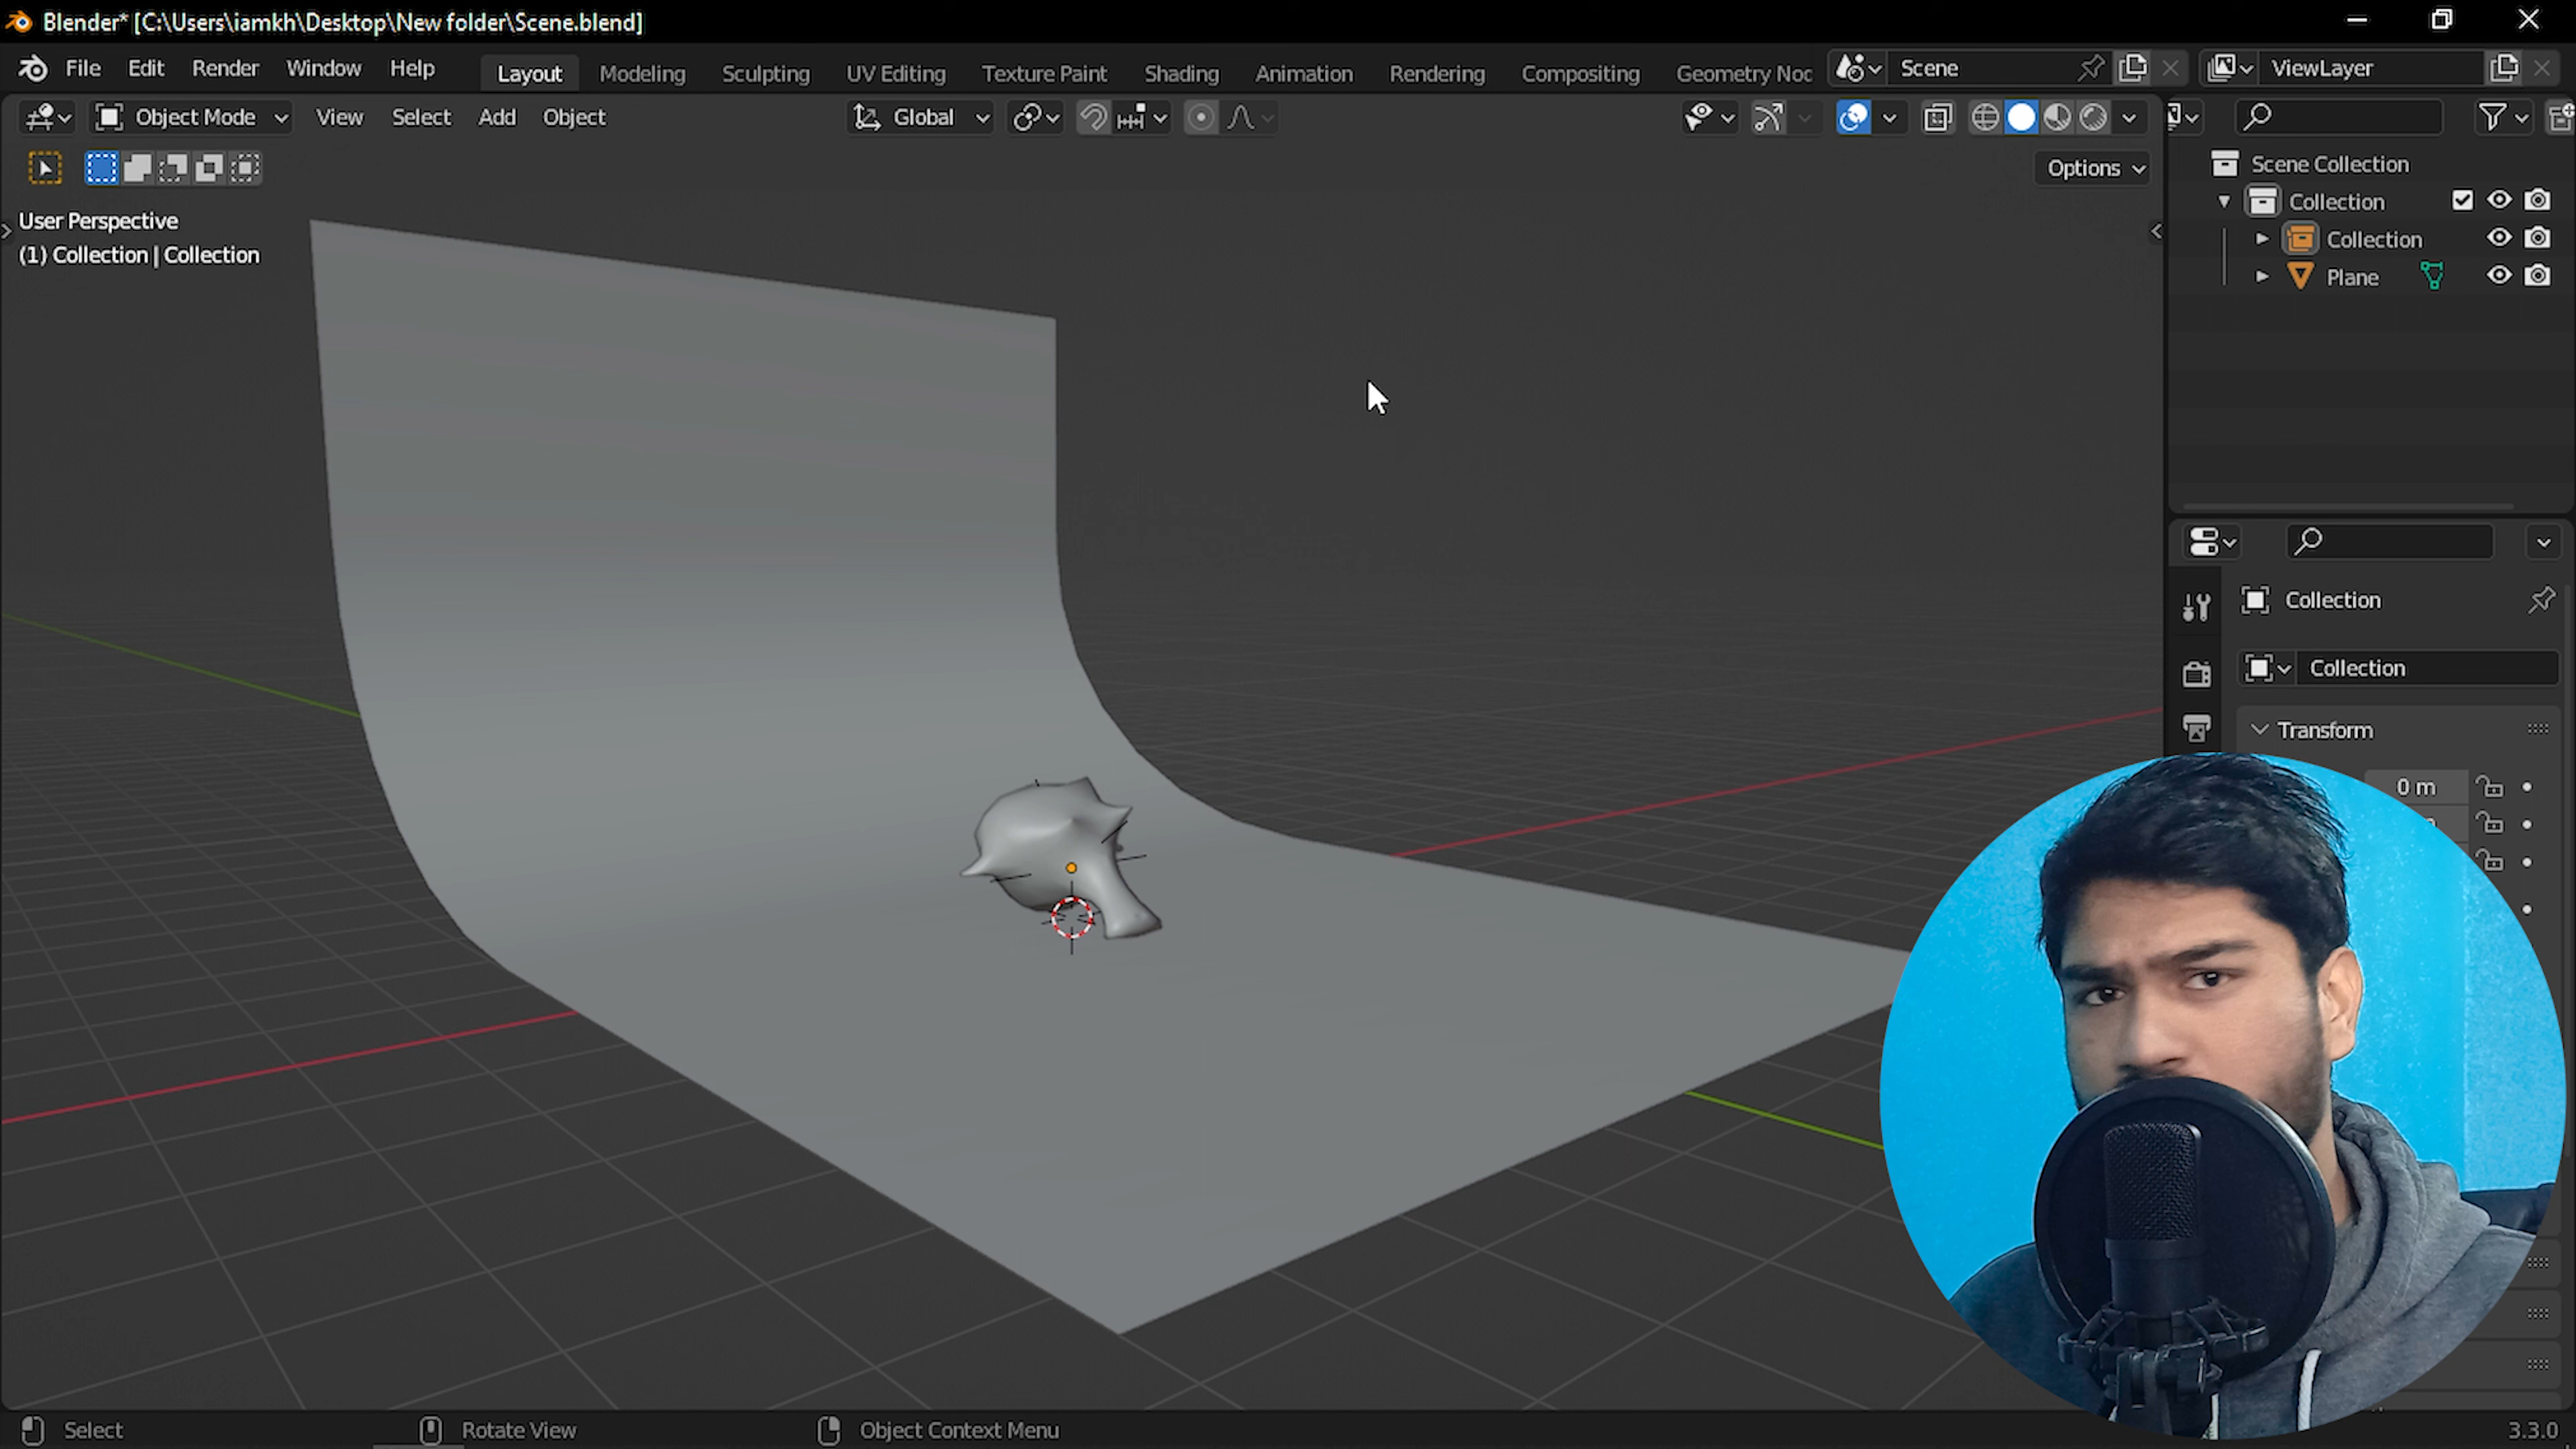 Blender* [C:\Users\iamkh\Desktop\New folder\Scene.blend]
File Edit Render Window Help Layout Modeling Sculpting UV Editing Texture Paint Shading Animation Rendering Compositing Geometry Noc Scene ViewLayer
Object Mode View Select Add Object Global
Options
User Perspective
(1) Collection | Collection
Scene Collection
Collection
Collection
Plane
Collection
Collection
Transform
0 m
Select Rotate View Object Context Menu 3.3.0